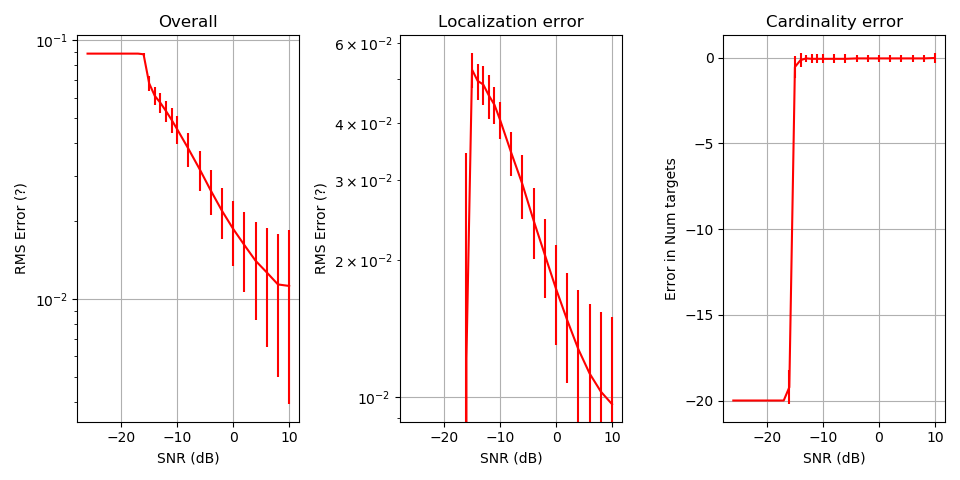 Overall
Localization error
Cardinality error
RMS Error (?)
10⁻¹
10⁻²
−20
−10
0
10
SNR (dB)
RMS Error (?)
6 × 10⁻²
4 × 10⁻²
3 × 10⁻²
2 × 10⁻²
10⁻²
−20
−10
0
10
SNR (dB)
Error in Num targets
0
−5
−10
−15
−20
−20
−10
0
10
SNR (dB)